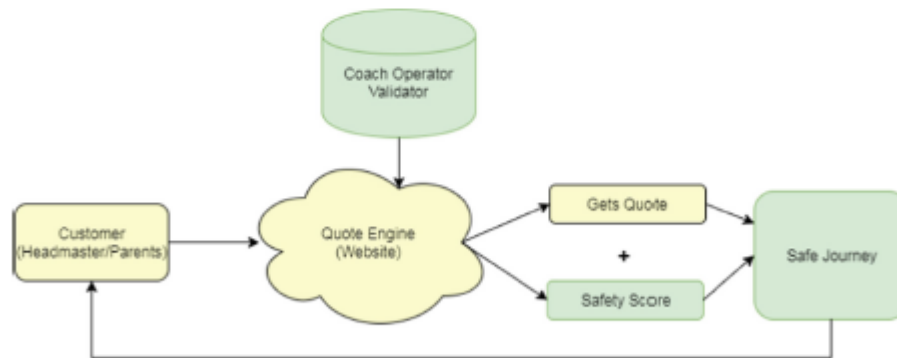 Coach Operator
Validator
Customer
(Headmaster/Parents)
Quote Engine
(Website)
Gets Quote
+
Safety Score
Safe Journey